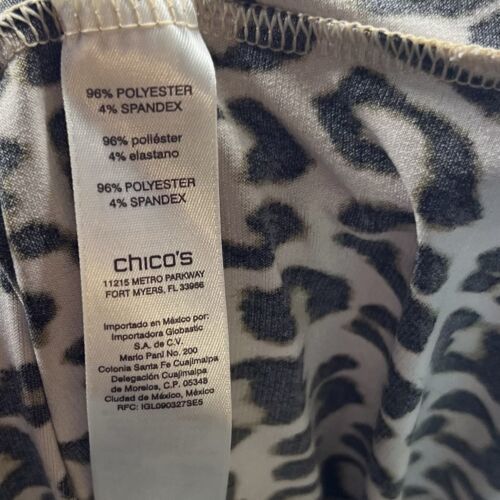 96% POLYESTER
4% SPANDEX
96% poliéster
4% elastano
96% POLYESTER
4% SPANDEX
chico's
11215 METRO PARKWAY
FORT MYERS, FL 33966
Importado en México por:
Importadora Globastic
S.A. de C.V.
Mario Pani No. 200
Colonia Santa Fe Cuajimalpa
Delegación Cuajimalpa
de Morelos, C.P. 05348
Ciudad de México, México
RFC: IGL090327SE5